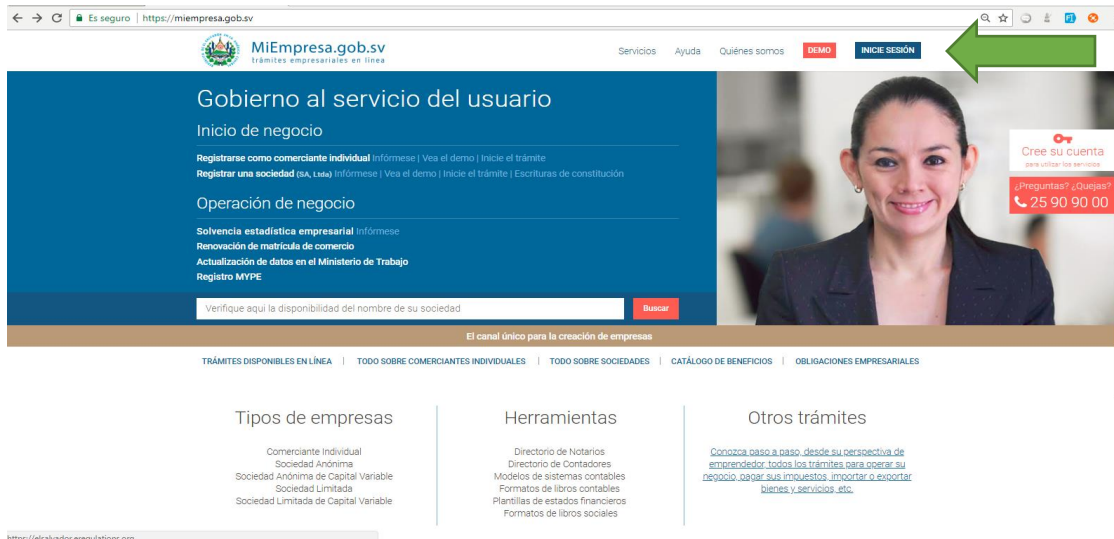 Es seguro | https://miempresa.gob.sv
MiEmpresa.gob.sv
trámites empresariales en línea
Servicios Ayuda Quiénes somos DEMO INICIE SESIÓN
Gobierno al servicio del usuario
Inicio de negocio
Registrarse como comerciante individual Infórmese | Vea el demo | Inicie el trámite
Registrar una sociedad (SA, Ltda) Infórmese | Vea el demo | Inicie el trámite | Escrituras de constitución
Operación de negocio
Solvencia estadística empresarial Infórmese
Renovación de matrícula de comercio
Actualización de datos en el Ministerio de Trabajo
Registro MYPE
Verifique aqui la disponibilidad del nombre de su sociedad Buscar
Cree su cuenta
para utilizar los servicios
¿Preguntas? ¿Quejas?
25 90 90 00
El canal único para la creación de empresas
TRÁMITES DISPONIBLES EN LÍNEA | TODO SOBRE COMERCIANTES INDIVIDUALES | TODO SOBRE SOCIEDADES | CATÁLOGO DE BENEFICIOS | OBLIGACIONES EMPRESARIALES
Tipos de empresas
Comerciante Individual
Sociedad Anónima
Sociedad Anónima de Capital Variable
Sociedad Limitada
Sociedad Limitada de Capital Variable
Herramientas
Directorio de Notarios
Directorio de Contadores
Modelos de sistemas contables
Formatos de libros contables
Plantillas de estados financieros
Formatos de libros sociales
Otros trámites
Conozca paso a paso, desde su perspectiva de
emprendedor, todos los trámites para operar su
negocio, pagar sus impuestos, importar o exportar
bienes y servicios, etc.
https://elsalvador.eregulations.org